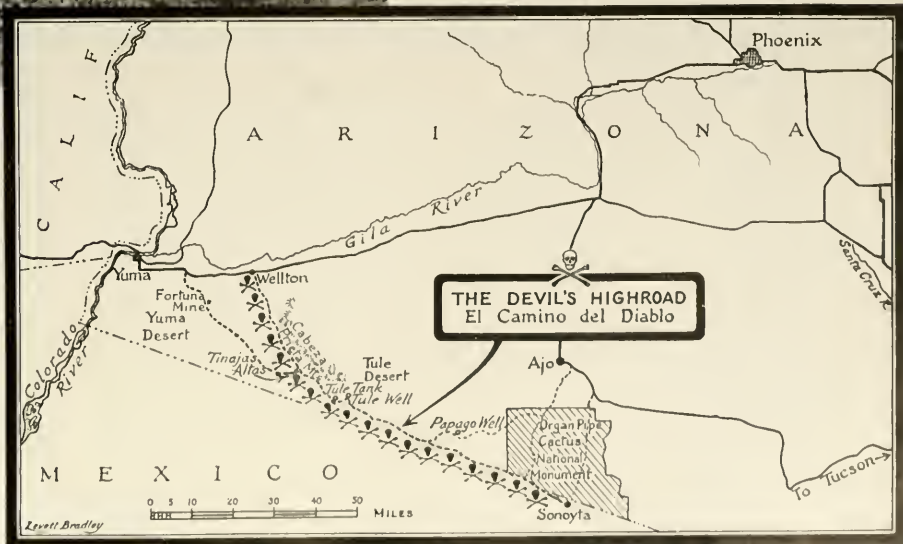 Phoenix
CALIF
ARIZONA
Gila River
Santa Cruz R.
Yuma
Wellton
THE DEVIL'S HIGHROAD
El Camino del Diablo
Fortuna
Mine
Yuma
Desert
Cabeza
Tinajas
Altas
Tule
Desert
Tule Tank
Tule Well
Ajo
Colorado
River
Papago Well
Organ Pipe
Cactus
National
Monument
MEXICO
To Tucson
0 5 10 20 30 40 50
MILES
Sonoyta
Levett Bradley